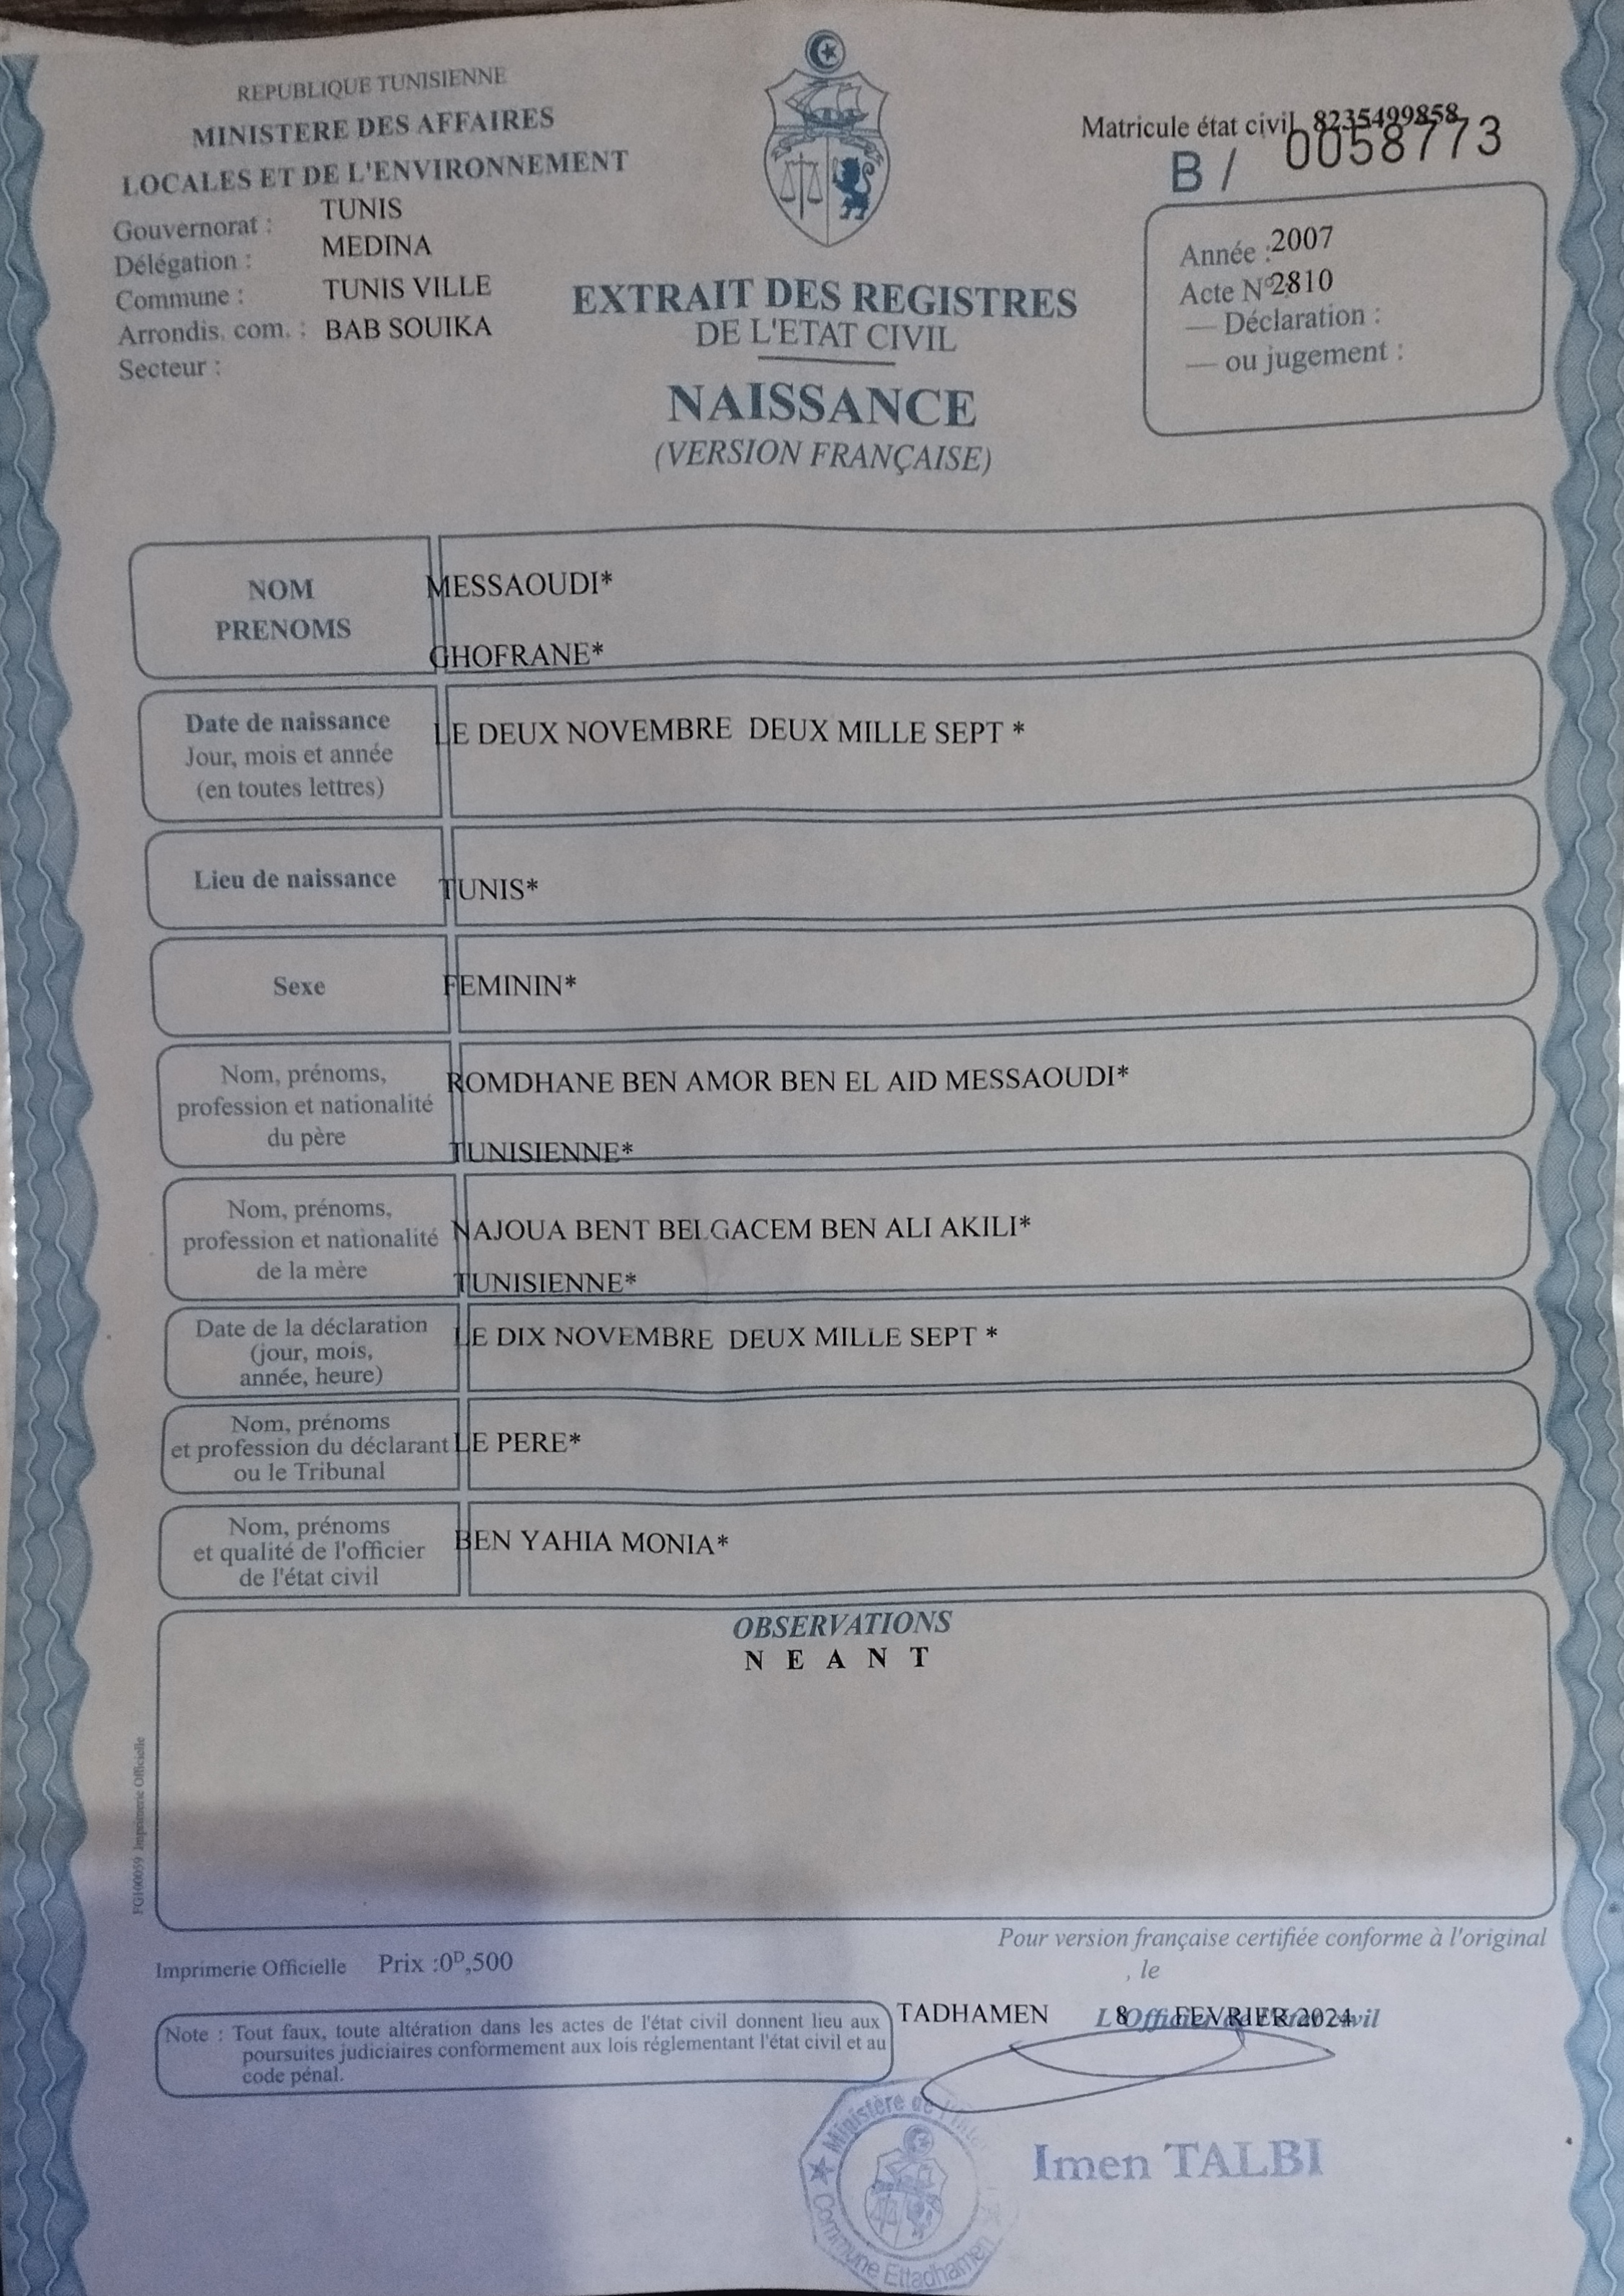 REPUBLIQUE TUNISIENNE
MINISTERE DES AFFAIRES
LOCALES ET DE L'ENVIRONNEMENT
Gouvernorat : TUNIS
Délégation : MEDINA
Commune : TUNIS VILLE
Arrondis. com. : BAB SOUIKA
Secteur :
EXTRAIT DES REGISTRES
DE L'ETAT CIVIL
NAISSANCE
(VERSION FRANÇAISE)
Matricule état civil 8235499858
B / 0058773
Année : 2007
Acte N° 2810
— Déclaration :
— ou jugement :
NOM
PRENOMS
MESSAOUDI*
GHOFRANE*
Date de naissance
Jour, mois et année
(en toutes lettres)
LE DEUX NOVEMBRE DEUX MILLE SEPT *
Lieu de naissance
TUNIS*
Sexe
FEMININ*
Nom, prénoms,
profession et nationalité
du père
ROMDHANE BEN AMOR BEN EL AID MESSAOUDI*
TUNISIENNE*
Nom, prénoms,
profession et nationalité
de la mère
NAJOUA BENT BELGACEM BEN ALI AKILI*
TUNISIENNE*
Date de la déclaration
(jour, mois,
année, heure)
LE DIX NOVEMBRE DEUX MILLE SEPT *
Nom, prénoms
et profession du déclarant
ou le Tribunal
LE PERE*
Nom, prénoms
et qualité de l'officier
de l'état civil
BEN YAHIA MONIA*
OBSERVATIONS
N E A N T
FG100059 Imprimerie Officielle
Imprimerie Officielle Prix :0D,500
Pour version française certifiée conforme à l'original
, le
TADHAMEN 8 FEVRIER 2024
L'Officier de l'état civil
Note : Tout faux, toute altération dans les actes de l'état civil donnent lieu aux
poursuites judiciaires conformement aux lois réglementant l'état civil et au
code pénal.
Ministère de
Commune Ettadhamen
Imen TALBI